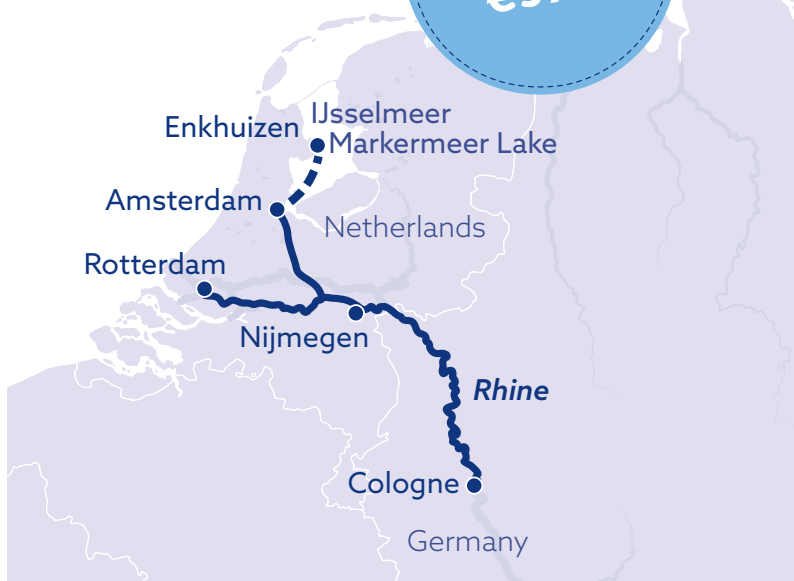 IJsselmeer
Enkhuizen
Markermeer Lake
Amsterdam
Netherlands
Rotterdam
Nijmegen
Rhine
Cologne
Germany